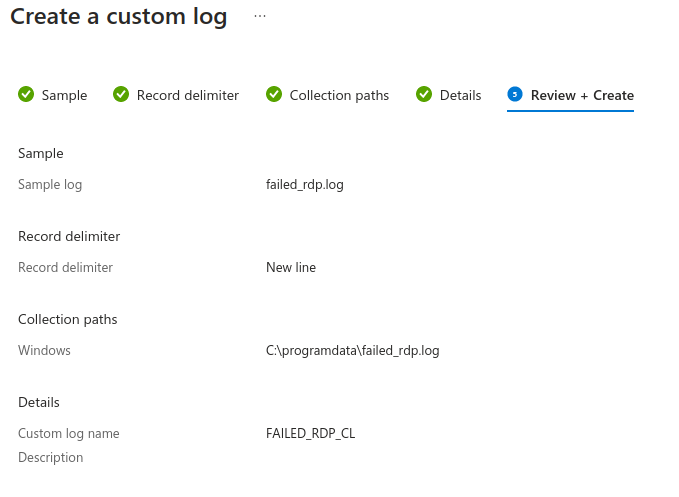 Create a custom log ...
Sample Record delimiter Collection paths Details 5 Review + Create
Sample
Sample log failed_rdp.log
Record delimiter
Record delimiter New line
Collection paths
Windows C:\programdata\failed_rdp.log
Details
Custom log name FAILED_RDP_CL
Description